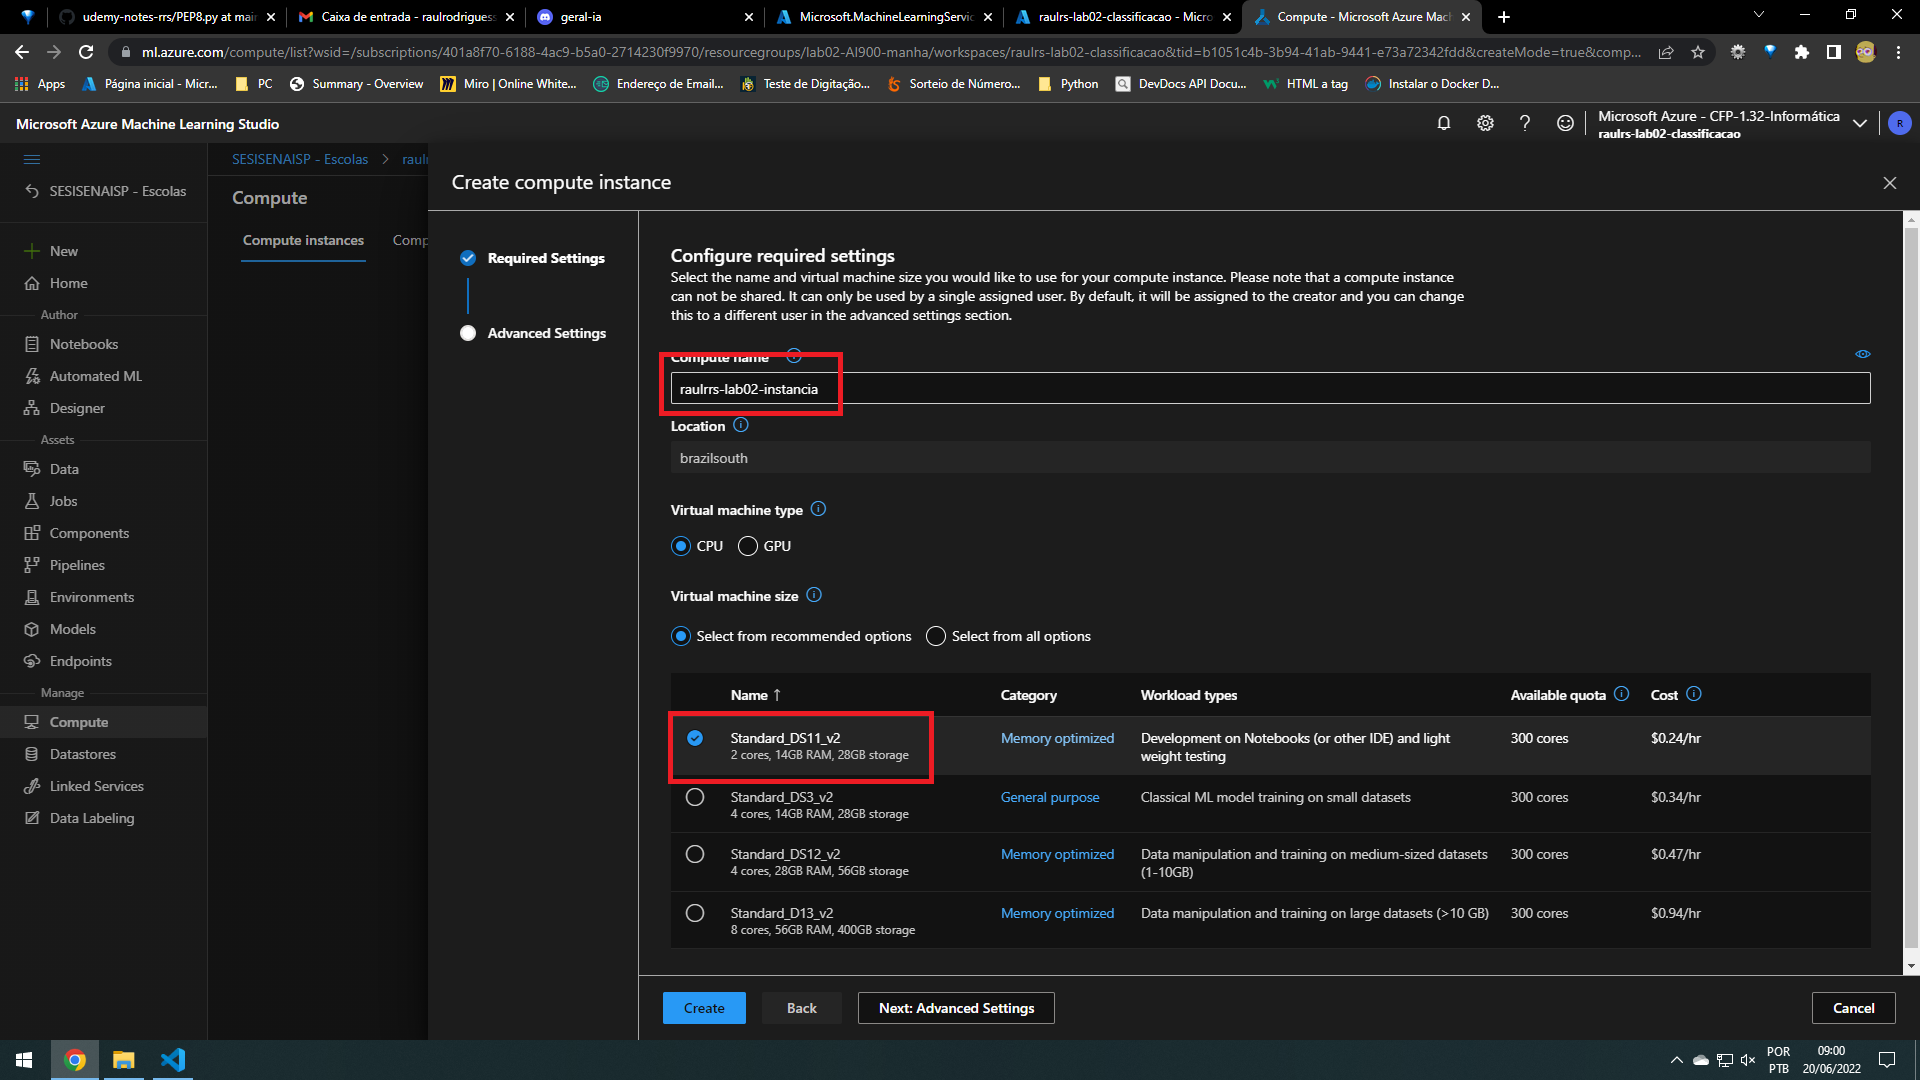 udemy-notes-rrs/PEP8.py at mair
Caixa de entrada - raulrodrigues
geral-ia
Microsoft.MachineLearningServic
raulrs-lab02-classificacao - Micro
Compute - Microsoft Azure Mach
ml.azure.com/compute/list?wsid=/subscriptions/401a8f70-6188-4ac9-b5a0-2714230f9970/resourcegroups/lab02-AI900-manha/workspaces/raulrs-lab02-classificacao&tid=b1051c4b-3b94-41ab-9441-e73a72342fdd&createMode=true&comp...
Apps
Página inicial - Micr...
PC
Summary - Overview
Miro | Online White...
Endereço de Email...
Teste de Digitação...
Sorteio de Número...
Python
DevDocs API Docu...
HTML a tag
Instalar o Docker D...
Microsoft Azure Machine Learning Studio
Microsoft Azure - CFP-1.32-Informática
raulrs-lab02-classificacao
R
SESISENAISP - Escolas
New
Home
Author
Notebooks
Automated ML
Designer
Assets
Data
Jobs
Components
Pipelines
Environments
Models
Endpoints
Manage
Compute
Datastores
Linked Services
Data Labeling
SESISENAISP - Escolas > raulr
Compute
Compute instances
Comp
Create compute instance
Required Settings
Advanced Settings
Configure required settings
Select the name and virtual machine size you would like to use for your compute instance. Please note that a compute instance
can not be shared. It can only be used by a single assigned user. By default, it will be assigned to the creator and you can change
this to a different user in the advanced settings section.
Compute name
raulrrs-lab02-instancia
Location
brazilsouth
Virtual machine type
CPU
GPU
Virtual machine size
Select from recommended options
Select from all options
Name ↑ Category Workload types Available quota Cost
Standard_DS11_v2 Memory optimized Development on Notebooks (or other IDE) and light 300 cores $0.24/hr
2 cores, 14GB RAM, 28GB storage weight testing
Standard_DS3_v2 General purpose Classical ML model training on small datasets 300 cores $0.34/hr
4 cores, 14GB RAM, 28GB storage
Standard_DS12_v2 Memory optimized Data manipulation and training on medium-sized datasets 300 cores $0.47/hr
4 cores, 28GB RAM, 56GB storage (1-10GB)
Standard_D13_v2 Memory optimized Data manipulation and training on large datasets (>10 GB) 300 cores $0.94/hr
8 cores, 56GB RAM, 400GB storage
Create
Back
Next: Advanced Settings
Cancel
POR
PTB
09:00
20/06/2022